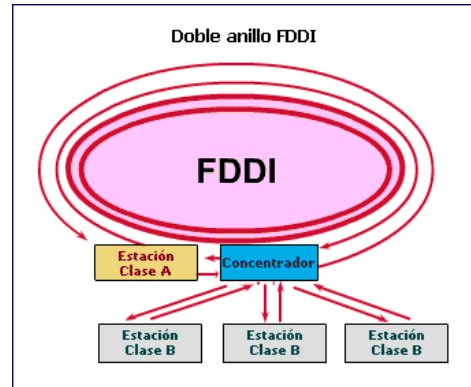 Doble anillo FDDI
FDDI
Estación
Clase A
Concentrador
Estación
Clase B
Estación
Clase B
Estación
Clase B